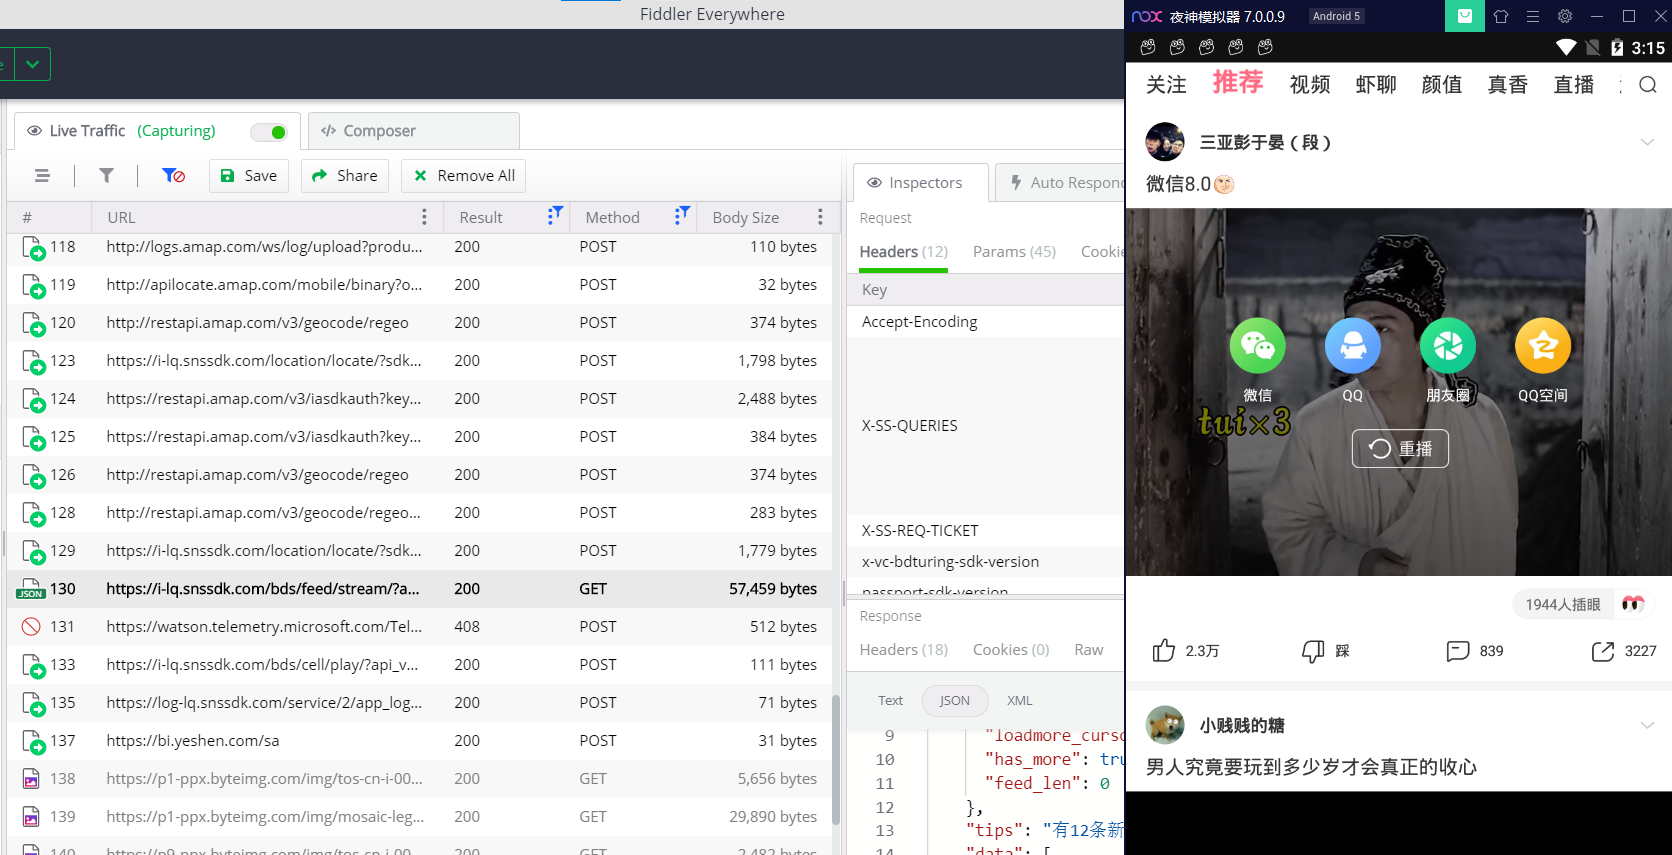 Fiddler Everywhere
Live Traffic (Capturing)
Composer
Save
Share
Remove All
# URL Result Method Body Size
118 http://logs.amap.com/ws/log/upload?produ... 200 POST 110 bytes
119 http://apilocate.amap.com/mobile/binary?o... 200 POST 32 bytes
120 http://restapi.amap.com/v3/geocode/regeo 200 POST 374 bytes
123 https://i-lq.snssdk.com/location/locate/?sdk... 200 POST 1,798 bytes
124 https://restapi.amap.com/v3/iasdkauth?key... 200 POST 2,488 bytes
125 https://restapi.amap.com/v3/iasdkauth?key... 200 POST 384 bytes
126 http://restapi.amap.com/v3/geocode/regeo 200 POST 374 bytes
128 http://restapi.amap.com/v3/geocode/regeo... 200 POST 283 bytes
129 https://i-lq.snssdk.com/location/locate/?sdk... 200 POST 1,779 bytes
JSON 130 https://i-lq.snssdk.com/bds/feed/stream/?a... 200 GET 57,459 bytes
131 https://watson.telemetry.microsoft.com/Tel... 408 POST 512 bytes
133 https://i-lq.snssdk.com/bds/cell/play/?api_v... 200 POST 111 bytes
135 https://log-lq.snssdk.com/service/2/app_log... 200 POST 71 bytes
137 https://bi.yeshen.com/sa 200 POST 31 bytes
138 https://p1-ppx.byteimg.com/img/tos-cn-i-00... 200 GET 5,656 bytes
139 https://p1-ppx.byteimg.com/img/mosaic-leg... 200 GET 29,890 bytes
140 https://p9-ppx.byteimg.com/img/tos-cn-i-00... 200 GET 2,482 bytes
Inspectors
Auto Respon
Request
Headers (12) Params (45) Cookie
Key
Accept-Encoding
X-SS-QUERIES
X-SS-REQ-TICKET
x-vc-bdturing-sdk-version
passport-sdk-version
Response
Headers (18) Cookies (0) Raw
Text JSON XML
9 "loadmore_curso
10 "has_more": tru
11 "feed_len": 0
12 },
13 "tips": "有12条新
14 "data": [
nox 夜神模拟器 7.0.0.9 Android 5
3:15
关注 推荐 视频 虾聊 颜值 真香 直播
三亚彭于晏（段）
微信8.0
微信 QQ 朋友圈 QQ空间
tui×3
重播
1944人插眼
2.3万 踩 839 3227
小贱贱的糖
男人究竟要玩到多少岁才会真正的收心